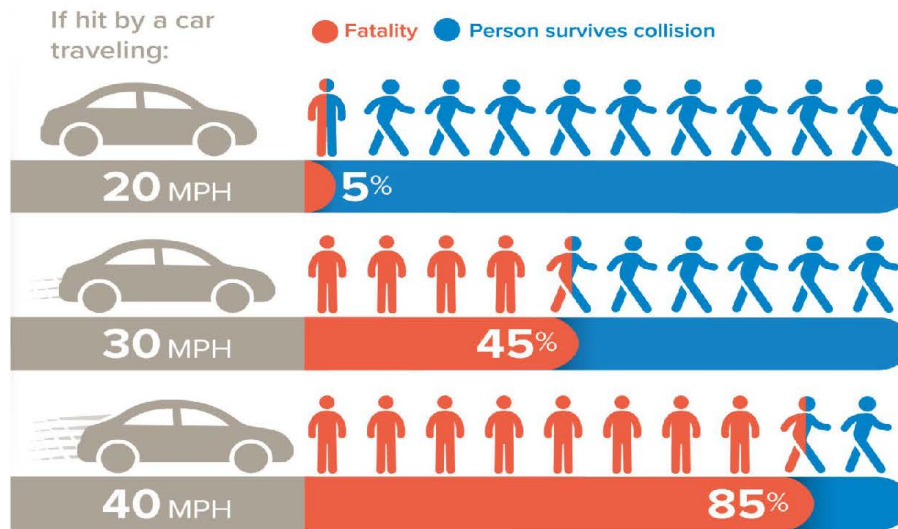 If hit by a car
traveling:
Fatality Person survives collision
20 MPH 5%
30 MPH 45%
40 MPH 85%